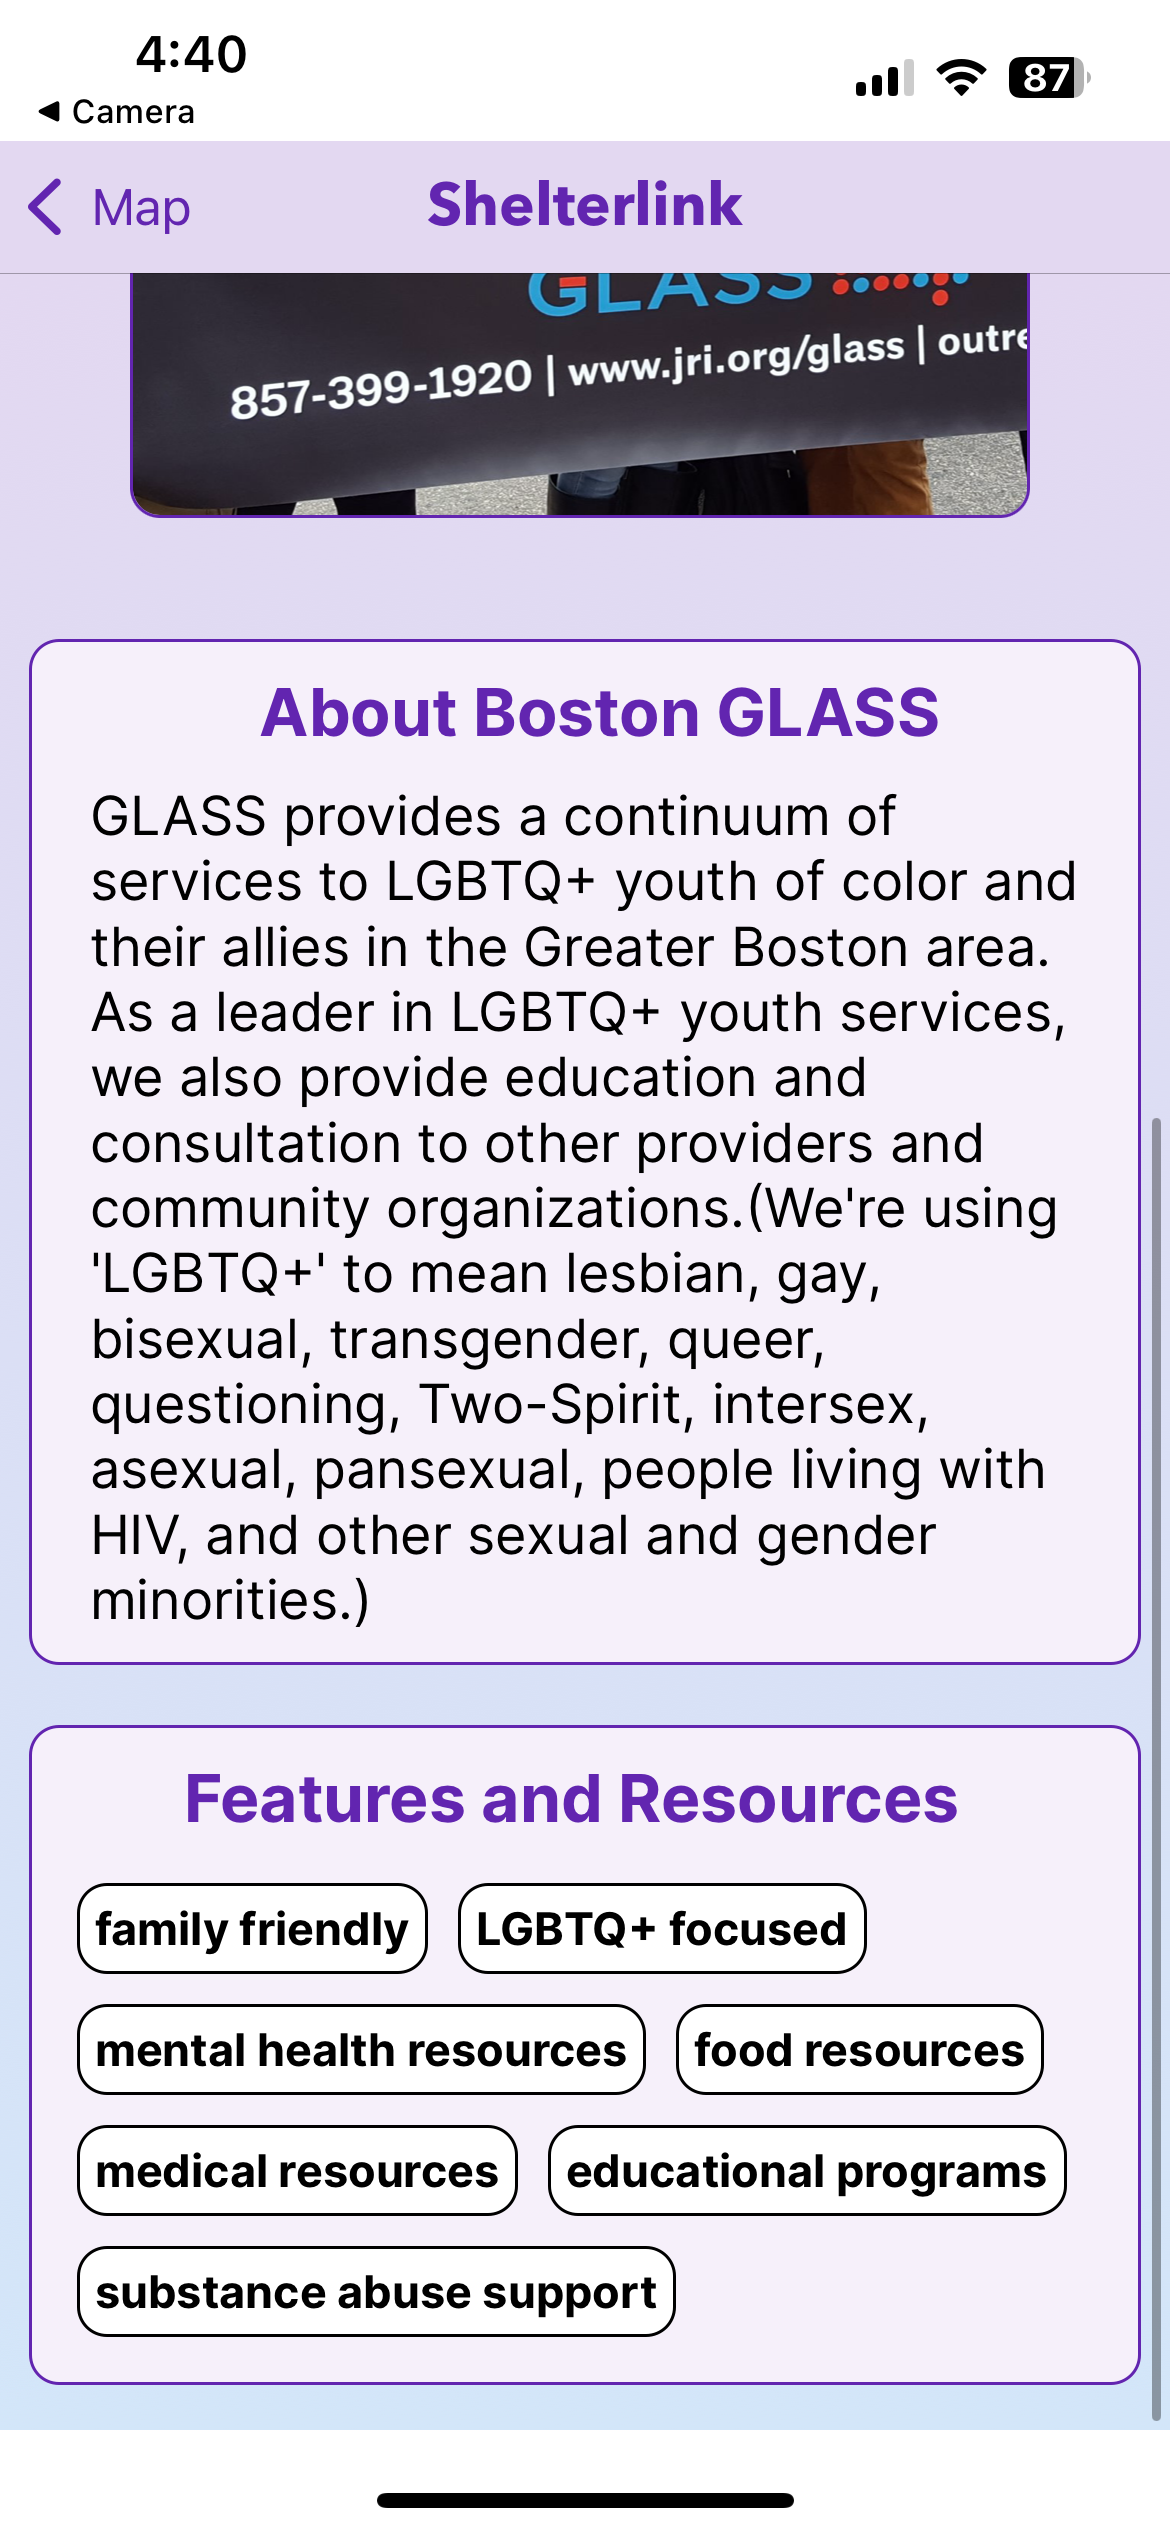 4:40
87
◀ Camera
Map
Shelterlink
GLASS
857-399-1920 | www.jri.org/glass |
About Boston GLASS
GLASS provides a continuum of
services to LGBTQ+ youth of color and
their allies in the Greater Boston area.
As a leader in LGBTQ+ youth services,
we also provide education and
consultation to other providers and
community organizations.(We're using
'LGBTQ+' to mean lesbian, gay,
bisexual, transgender, queer,
questioning, Two-Spirit, intersex,
asexual, pansexual, people living with
HIV, and other sexual and gender
minorities.)
Features and Resources
family friendly
LGBTQ+ focused
mental health resources
food resources
medical resources
educational programs
substance abuse support